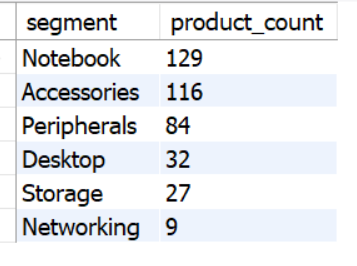 segment product_count
Notebook 129
Accessories 116
Peripherals 84
Desktop 32
Storage 27
Networking 9